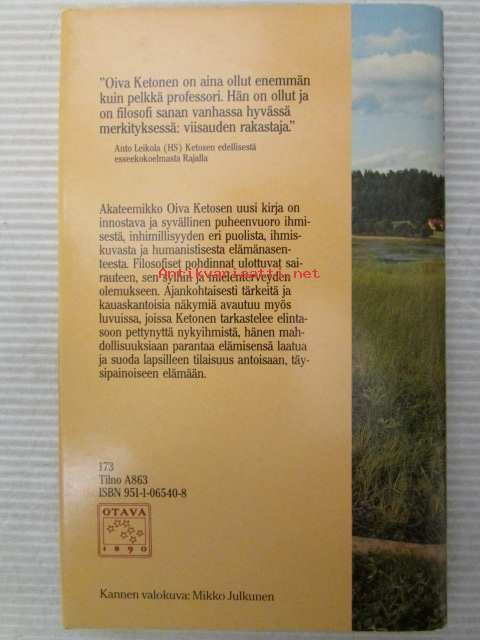 "Oiva Ketonen on aina ollut enemmän
kuin pelkkä professori. Hän on ollut ja
on filosofi sanan vanhassa hyvässä
merkityksessä: viisauden rakastaja."
Anto Leikola (HS) Ketosen edellisestä
esseekokoelmasta Rajalla
Akateemikko Oiva Ketosen uusi kirja on
innostava ja syvällinen puheenvuoro ihmi-
sestä, inhimillisyyden eri puolista, ihmis-
kuvasta ja humanistisesta elämänasen-
teesta. Filosofiset pohdinnat ulottuvat sai-
rauteen, sen syihin ja mielenterveyden
Antikvariaatti.net
olemukseen. Ajankohtaisesti tärkeitä ja
kauaskantoisia näkymiä avautuu myös
luvuissa, joissa Ketonen tarkastelee elinta-
soon pettynyttä nykyihmistä, hänen mah-
dollisuuksiaan parantaa elämisensä laatua
ja suoda lapsilleen tilaisuus antoisaan, täy-
sipainoiseen elämään.
173
Tilno A863
ISBN 951-1-06540-8
OTAVA
1890
Kannen valokuva: Mikko Julkunen